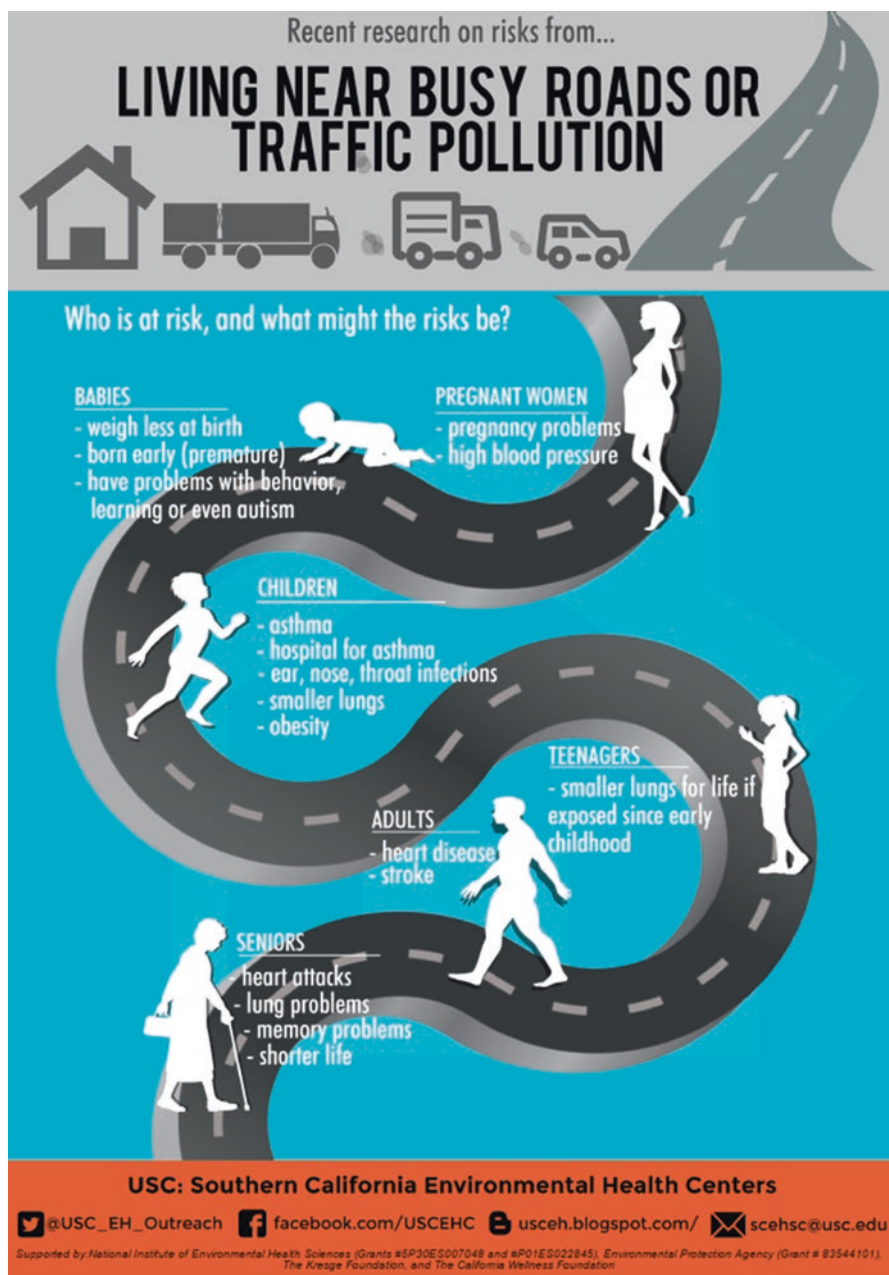 Recent research on risks from...
LIVING NEAR BUSY ROADS OR
TRAFFIC POLLUTION
Who is at risk, and what might the risks be?
PREGNANT WOMEN
- pregnancy problems
- high blood pressure
BABIES
- weigh less at birth
- born early (premature)
- have problems with behavior,
learning or even autism
CHILDREN
- asthma
- hospital for asthma
- ear, nose, throat infections
- smaller lungs
- obesity
TEENAGERS
- smaller lungs for life if
exposed since early
childhood
ADULTS
- heart disease
- stroke
SENIORS
- heart attacks
- lung problems
- memory problems
- shorter life
USC: Southern California Environmental Health Centers
@USC_EH_Outreach facebook.com/USCEHC usceh.blogspot.com/ scehsc@usc.edu
Supported by:National Institute of Environmental Health Sciences (Grants #5P30ES007048 and #P01ES022845), Environmental Protection Agency (Grant # 83544101),
The Kresge Foundation, and The California Wellness Foundation